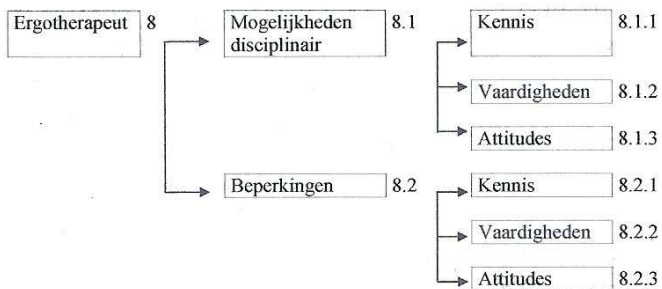 Ergotherapeut 8
Mogelijkheden disciplinair 8.1
Kennis 8.1.1
Vaardigheden 8.1.2
Attitudes 8.1.3
Beperkingen 8.2
Kennis 8.2.1
Vaardigheden 8.2.2
Attitudes 8.2.3